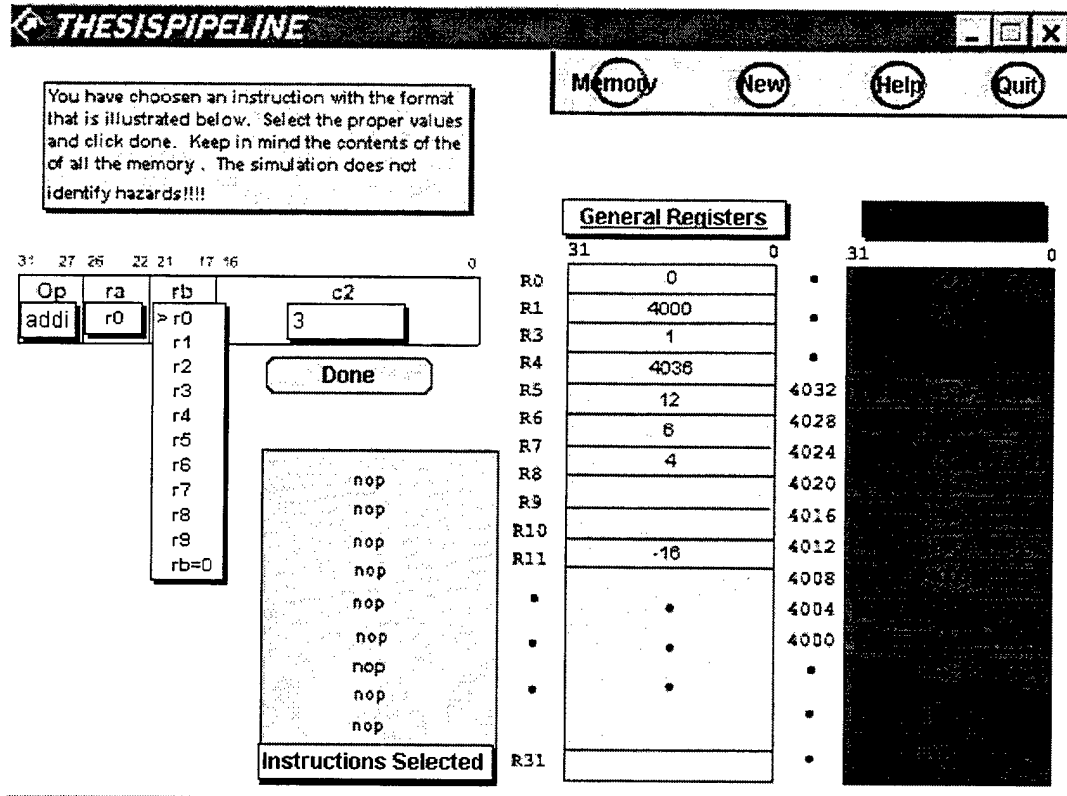 THESISPIPELINE
Memory New Help Quit
You have choosen an instruction with the format
that is illustrated below. Select the proper values
and click done. Keep in mind the contents of the
of all the memory . The simulation does not
identify hazards!!!!
General Registers
31 0
31 0
31 27 26 22 21 17 16 0
Op ra rb c2
addi r0 > r0 3
r1
r2
r3
r4
r5
r6
r7
r8
r9
rb=0
Done
nop
nop
nop
nop
nop
nop
nop
nop
nop
Instructions Selected
R0 0
R1 4000
R3 1
R4 4036
R5 12
R6 6
R7 4
R8
R9
R10
R11 -16
R31
4032
4028
4024
4020
4016
4012
4008
4004
4000